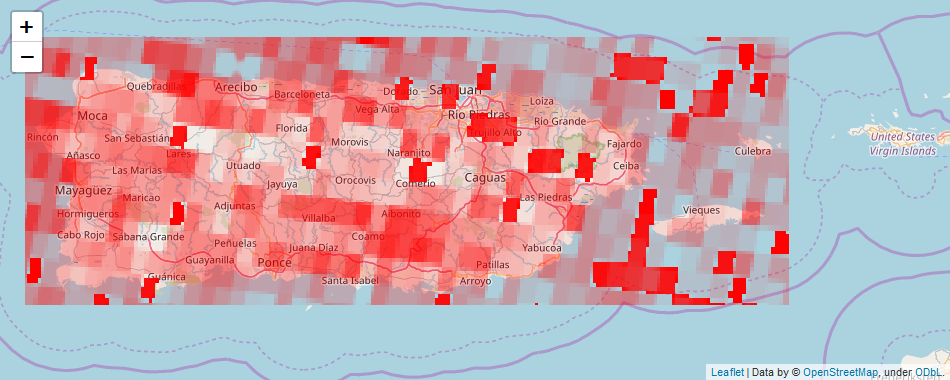 +
−
Quebradillas
Arecibo
Barceloneta
Dorado
San Juan
Loíza
Moca
Vega Alta
Río Piedras
Río Grande
Florida
Trujillo Alto
Rincón
San Sebastián
Morovis
Fajardo
United States
Virgin Islands
Añasco
Lares
Naranjito
Culebra
Las Marías
Utuado
Ceiba
Mayagüez
Jayuya
Orocovis
Comerío
Caguas
Maricao
Las Piedras
Hormigueros
Adjuntas
Villalba
Aibonito
Vieques
Cabo Rojo
Sabana Grande
Peñuelas
Juana Díaz
Coamo
Yabucoa
Guayanilla
Ponce
Patillas
Guánica
Santa Isabel
Arroyo
Leaflet | Data by © OpenStreetMap, under ODbL.